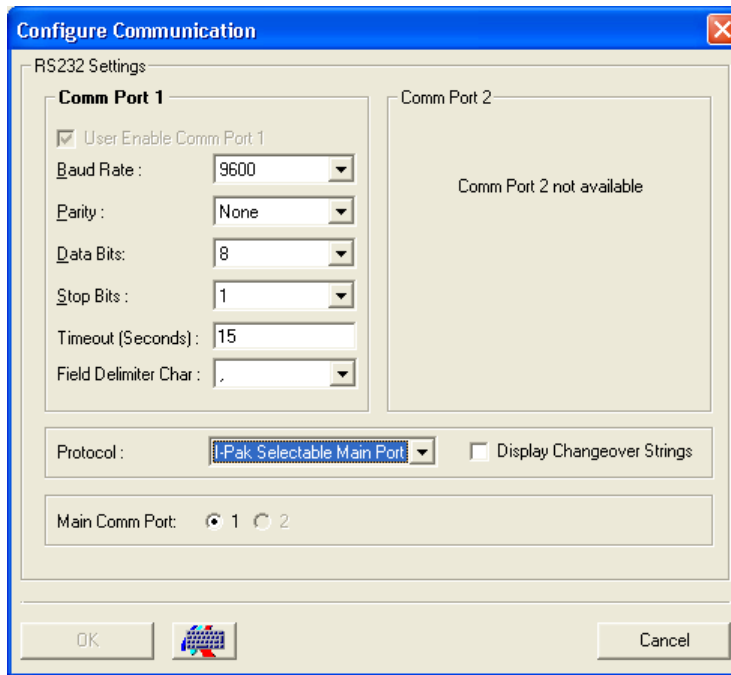 Configure Communication
RS232 Settings
Comm Port 1
User Enable Comm Port 1
Baud Rate : 9600
Parity : None
Data Bits: 8
Stop Bits : 1
Timeout (Seconds) : 15
Field Delimiter Char : ,
Comm Port 2
Comm Port 2 not available
Protocol : I-Pak Selectable Main Port Display Changeover Strings
Main Comm Port: 1 2
OK Cancel